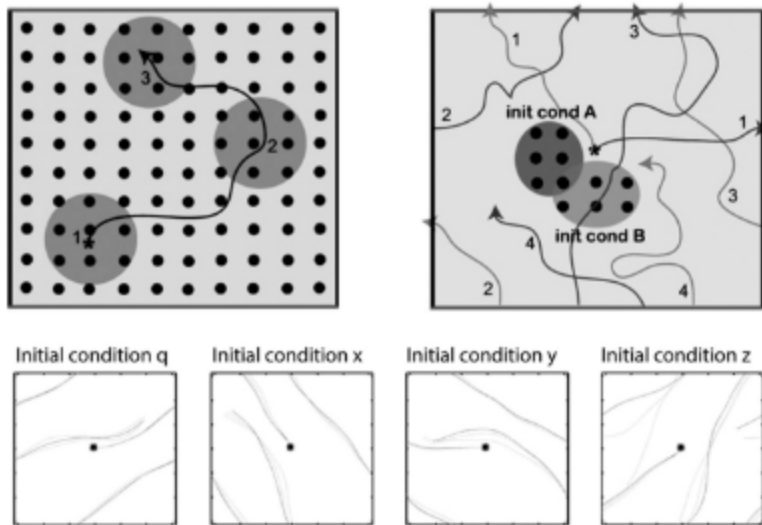 3
2
1
1
3
2
init cond A
1
3
init cond B
4
2
4
Initial condition q
Initial condition x
Initial condition y
Initial condition z